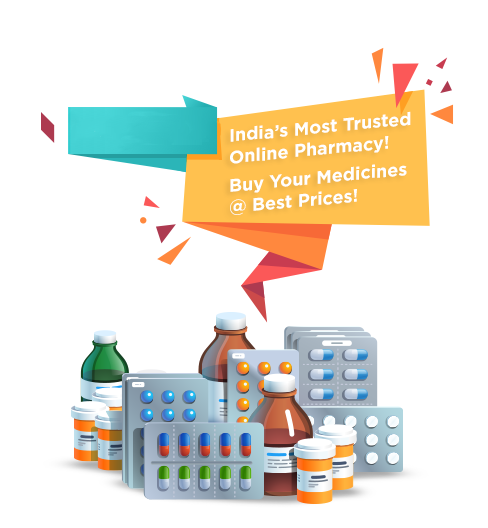 India's Most Trusted
Online Pharmacy!
Buy Your Medicines
@ Best Prices!